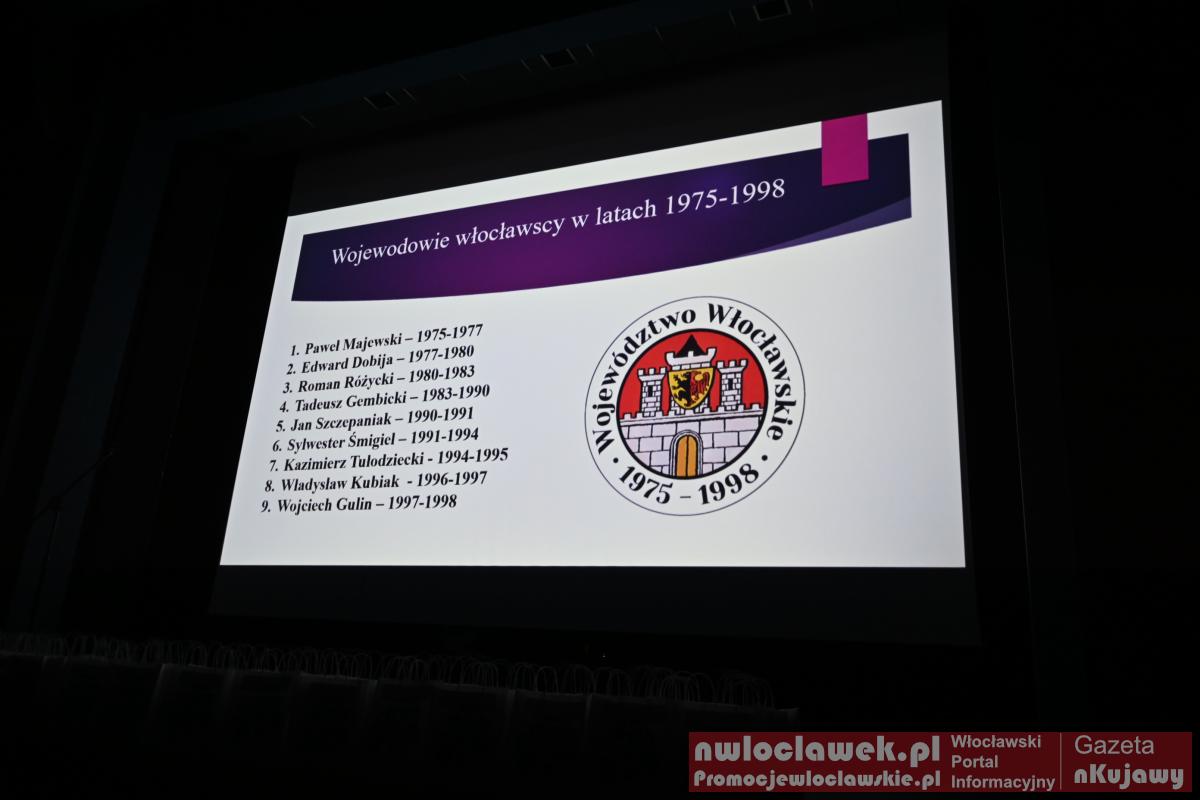 Wojewodowie włocławscy w latach 1975-1998
1. Paweł Majewski – 1975-1977
2. Edward Dobija – 1977-1980
3. Roman Różycki – 1980-1983
4. Tadeusz Gembicki – 1983-1990
5. Jan Szczepaniak – 1990-1991
6. Sylwester Śmigiel – 1991-1994
7. Kazimierz Tułodziecki - 1994-1995
8. Władysław Kubiak - 1996-1997
9. Wojciech Gulin – 1997-1998
Województwo Włocławskie
· 1975 – 1998 ·
nwloclawek.pl
Promocjewloclawskie.pl
Włocławski
Portal
Informacyjny
Gazeta
nKujawy